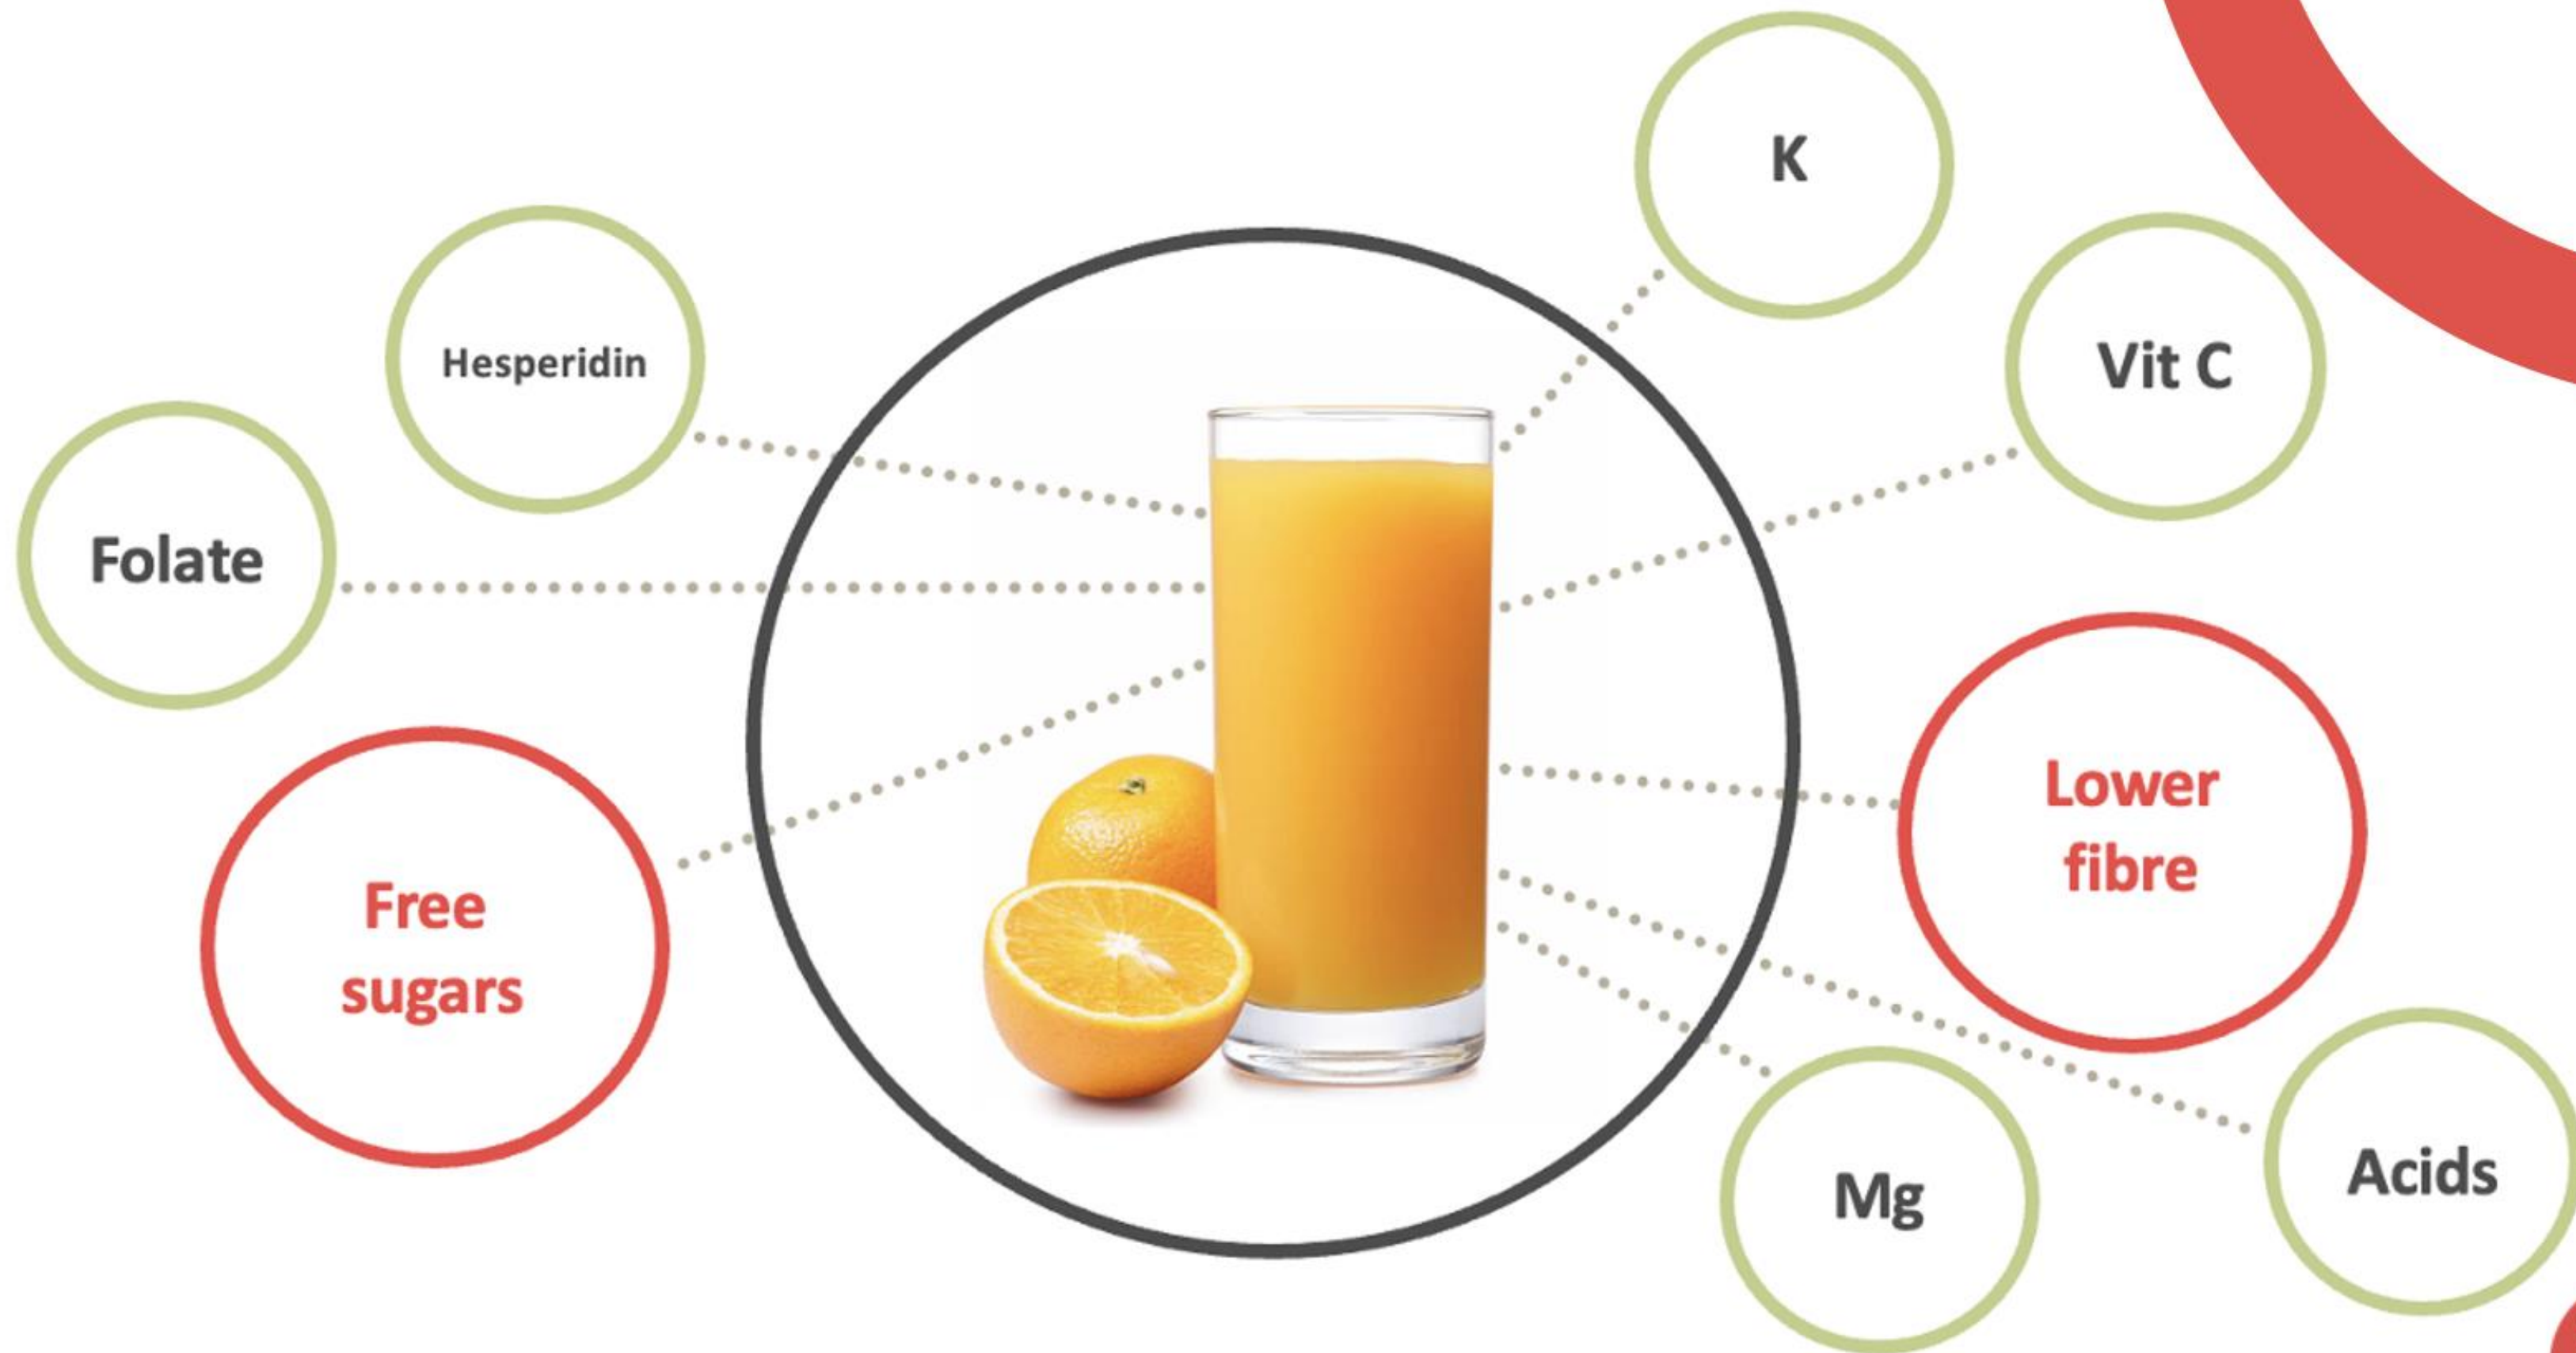 K
Hesperidin
Vit C
Folate
Free
sugars
Lower
fibre
Mg
Acids